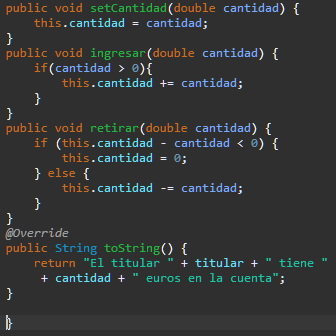 public void setCantidad(double cantidad) {
    this.cantidad = cantidad;
}
public void ingresar(double cantidad) {
    if(cantidad > 0){
        this.cantidad += cantidad;
    }
}
public void retirar(double cantidad) {
    if (this.cantidad - cantidad < 0) {
        this.cantidad = 0;
    } else {
        this.cantidad -= cantidad;
    }
}
@Override
public String toString() {
    return "El titular " + titular + " tiene "
     + cantidad + " euros en la cuenta";
}
}